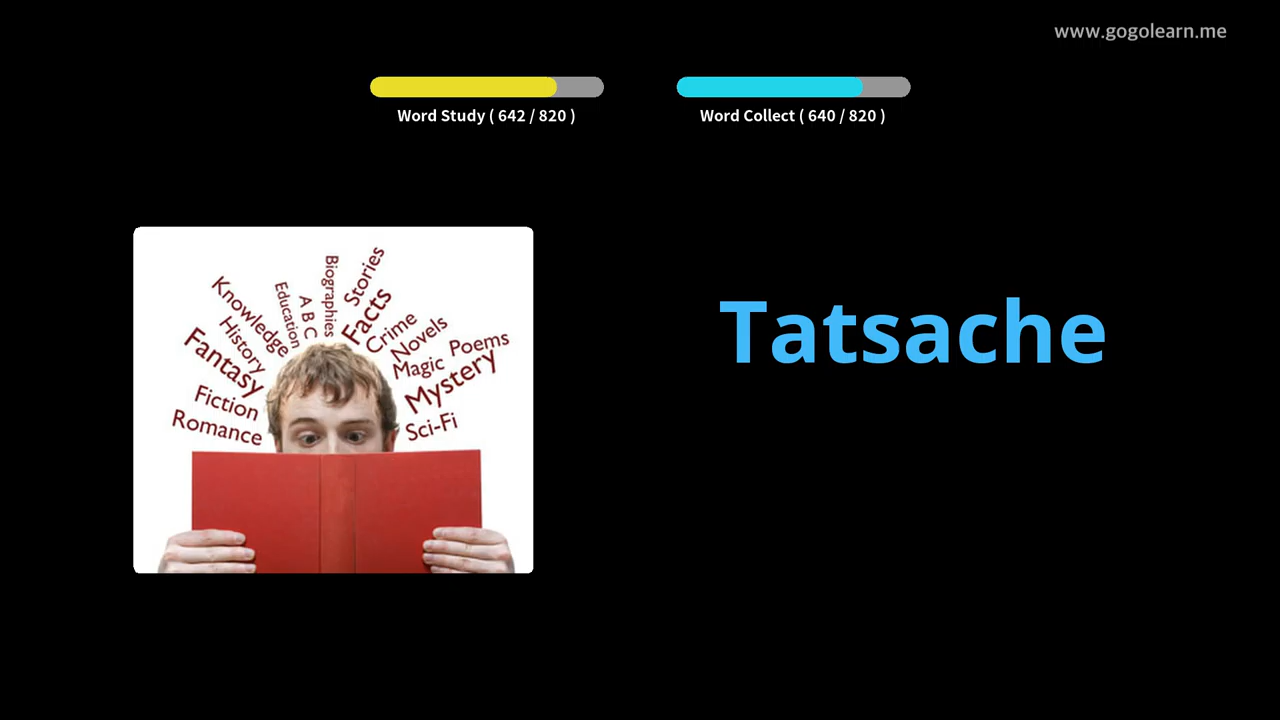 www.gogolearn.me
Word Study ( 642 / 820 )
Word Collect ( 640 / 820 )
Tatsache
Romance
Fiction
Fantasy
History
Knowledge
Education
A B C
Biographies
Stories
Facts
Crime
Novels
Magic
Poems
Mystery
Sci-Fi